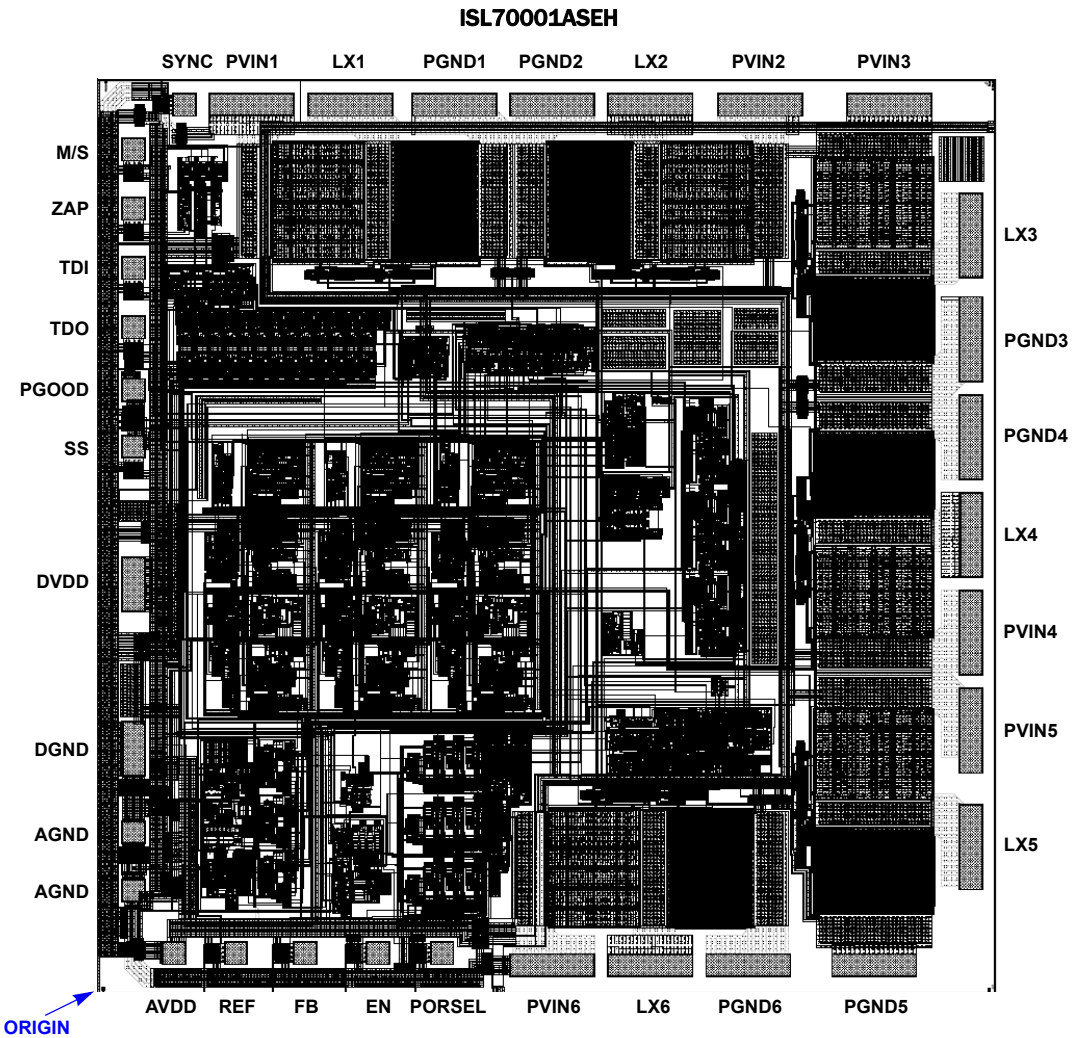 ISL70001ASEH
SYNC PVIN1 LX1 PGND1 PGND2 LX2 PVIN2 PVIN3
M/S
ZAP
LX3
TDI
TDO
PGND3
PGOOD
PGND4
SS
LX4
DVDD
PVIN4
PVIN5
DGND
AGND
LX5
AGND
AVDD REF FB EN PORSEL PVIN6 LX6 PGND6 PGND5
ORIGIN